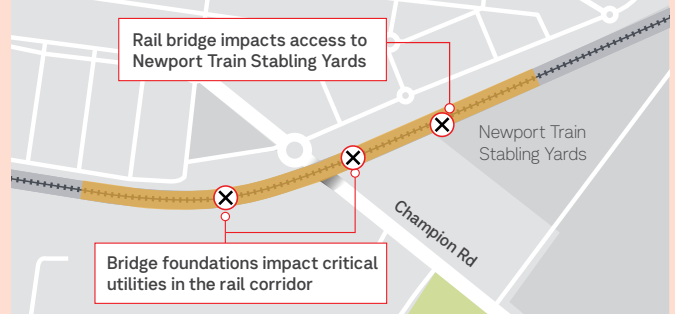 Rail bridge impacts access to
Newport Train Stabling Yards
Newport Train
Stabling Yards
Champion Rd
Bridge foundations impact critical
utilities in the rail corridor